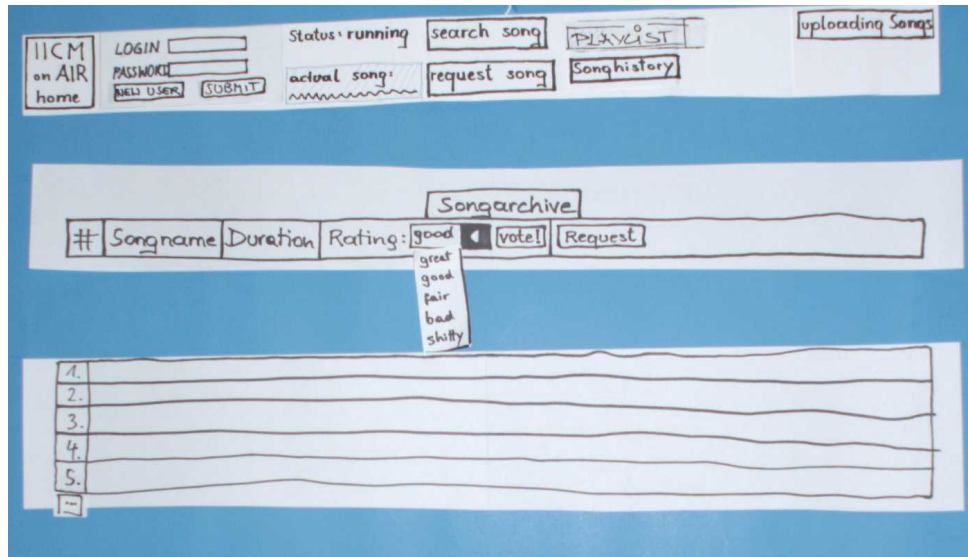 IICM
on AIR
home
LOGIN
PASSWORD
NEW USER SUBMIT
Status: running
actual song:
search song
request song
PLAYLIST
Songhistory
uploading Songs
Songarchive
# Songname Duration Rating: good vote! Request
great
good
fair
bad
shitty
1.
2.
3.
4.
5.